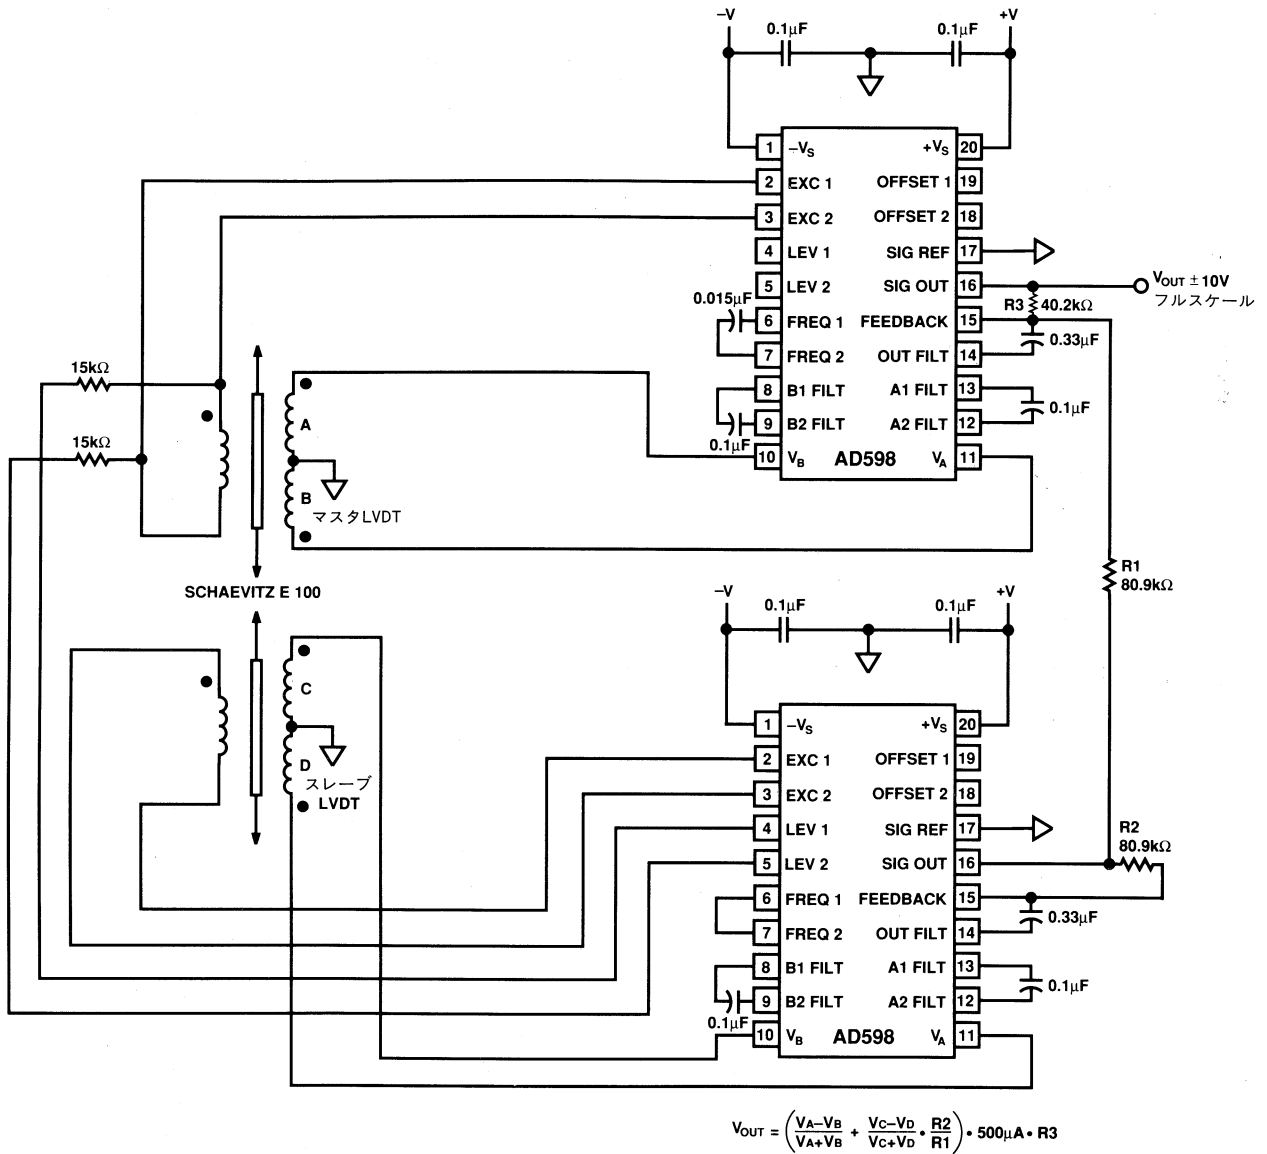 −V
+V
0.1μF
0.1μF
1 −VS
+VS 20
2 EXC 1
OFFSET 1 19
3 EXC 2
OFFSET 2 18
4 LEV 1
SIG REF 17
5 LEV 2
SIG OUT 16
VOUT ±10V
フルスケール
R3 40.2kΩ
0.015μF
6 FREQ 1
FEEDBACK 15
0.33μF
7 FREQ 2
OUT FILT 14
8 B1 FILT
A1 FILT 13
0.1μF
9 B2 FILT
A2 FILT 12
0.1μF
10 VB
AD598
VA 11
15kΩ
15kΩ
A
B
マスタLVDT
SCHAEVITZ E 100
R1
80.9kΩ
−V
+V
0.1μF
0.1μF
C
D
スレーブ
LVDT
1 −VS
+VS 20
2 EXC 1
OFFSET 1 19
3 EXC 2
OFFSET 2 18
4 LEV 1
SIG REF 17
R2
80.9kΩ
5 LEV 2
SIG OUT 16
6 FREQ 1
FEEDBACK 15
0.33μF
7 FREQ 2
OUT FILT 14
8 B1 FILT
A1 FILT 13
0.1μF
9 B2 FILT
A2 FILT 12
0.1μF
10 VB
AD598
VA 11
VOUT = (VA−VB/VA+VB + VC−VD/VC+VD • R2/R1) • 500μA • R3